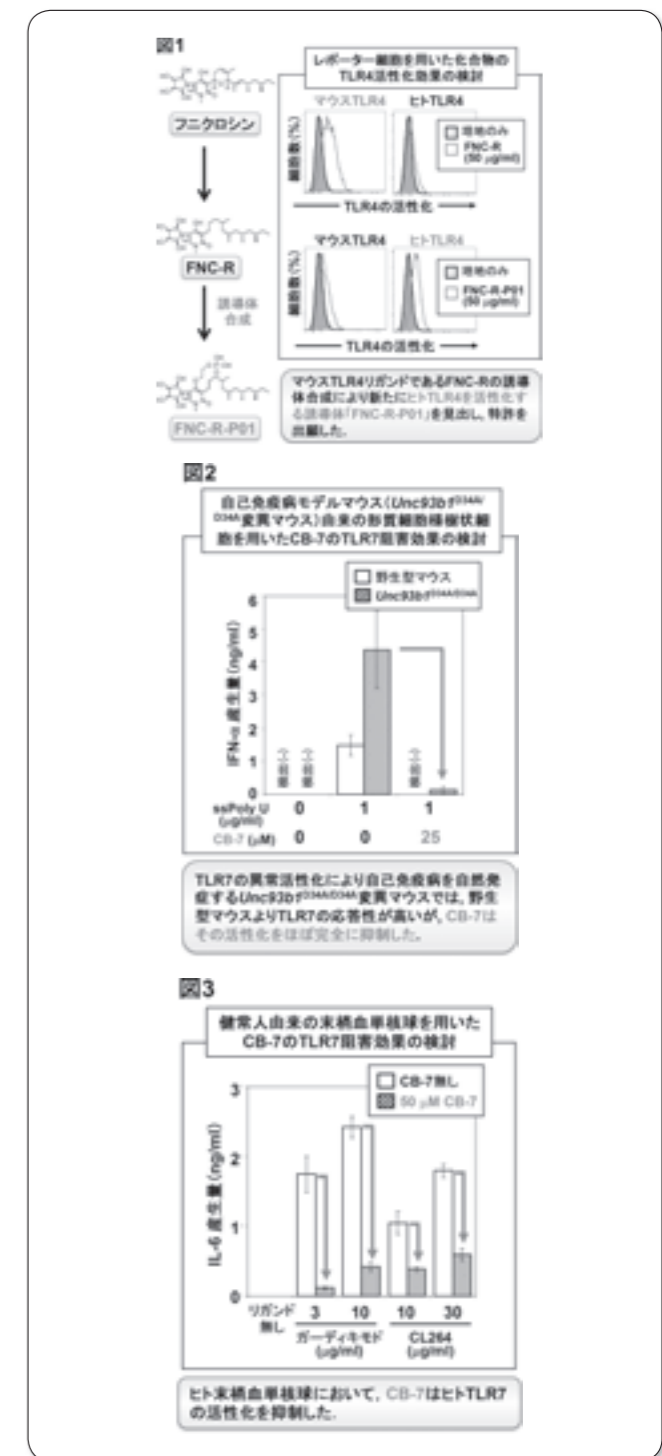 図1
レポーター細胞を用いた化合物の
TLR4活性化効果の検討
マウスTLR4 ヒトTLR4
細胞数(%)
培地のみ
FNC-R
(50 μg/ml)
TLR4の活性化
フニクロシン
FNC-R
誘導体
合成
FNC-R-P01
マウスTLR4 ヒトTLR4
細胞数(%)
培地のみ
FNC-R-P01
(50 μg/ml)
TLR4の活性化
マウスTLR4リガンドであるFNC-Rの誘導
体合成により新たにヒトTLR4を活性化す
る誘導体「FNC-R-P01」を見出し、特許を
出願した.
図2
自己免疫病モデルマウス(Unc93b1D34A/
D34A変異マウス)由来の形質細胞様樹状細
胞を用いたCB-7のTLR7阻害効果の検討
野生型マウス
Unc93b1D34A/D34A
IFN-α 産生量(ng/ml)
6
5
4
3
2
1
0
ssPoly U 0 1 1
(μg/ml)
CB-7 (μM) 0 0 25
TLR7の異常活性化により自己免疫病を自然発
症するUnc93b1D34A/D34A変異マウスでは、野生
型マウスよりTLR7の応答性が高いが、CB-7は
その活性化をほぼ完全に抑制した。
図3
健常人由来の末梢血単核球を用いた
CB-7のTLR7阻害効果の検討
CB-7無し
50 μM CB-7
IL-6 産生量(ng/ml)
3
2
1
0
リガンド 3 10 10 30
無し ガーディキモド CL264
(μg/ml) (μg/ml)
ヒト末梢血単核球において、CB-7はヒトTLR7
の活性化を抑制した.